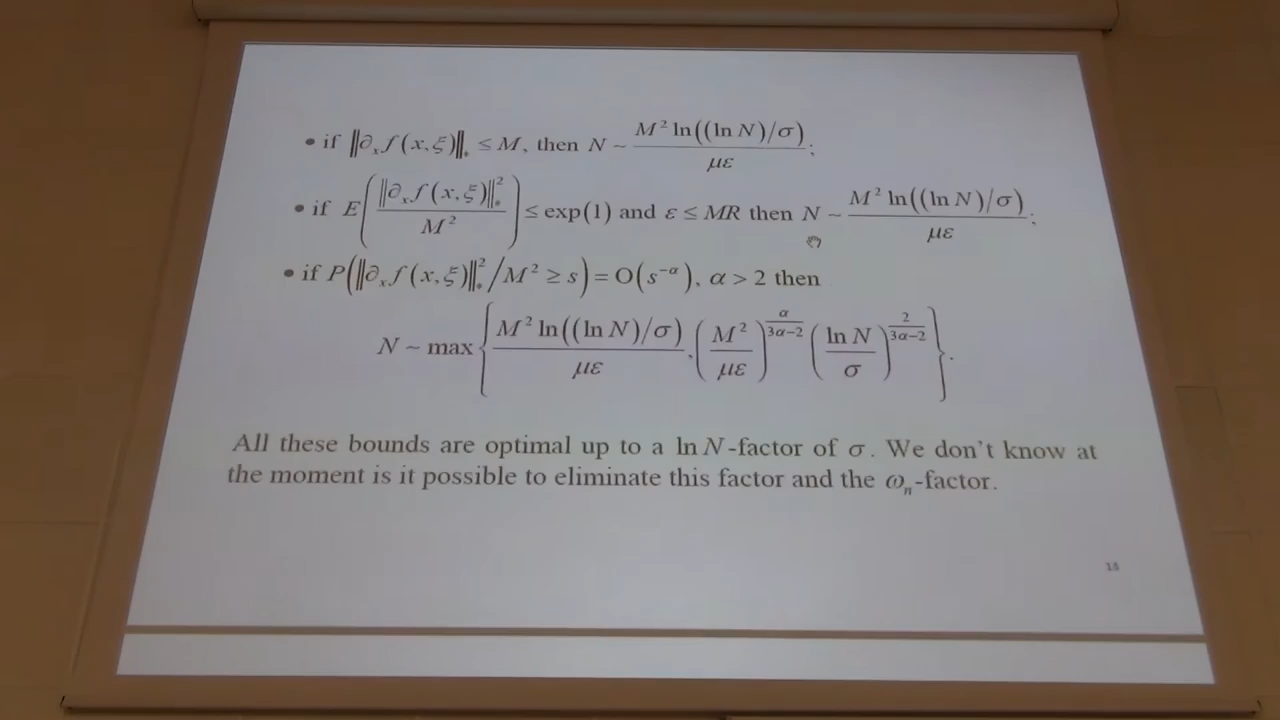 • if ‖∂ₓf(x,ξ)‖_* ≤ M, then N ~ M² ln((ln N)/σ) / με;
• if E(‖∂ₓf(x,ξ)‖²_* / M²) ≤ exp(1) and ε ≤ MR then N ~ M² ln((ln N)/σ) / με;
• if P(‖∂ₓf(x,ξ)‖²_*/M² ≥ s) = O(s^{-α}), α > 2 then
N ~ max{ M² ln((ln N)/σ) / με, (M²/με)^{α/(3α−2)} (ln N/σ)^{2/(3α−2)} }.
All these bounds are optimal up to a ln N-factor of σ. We don't know at
the moment is it possible to eliminate this factor and the ωₙ-factor.